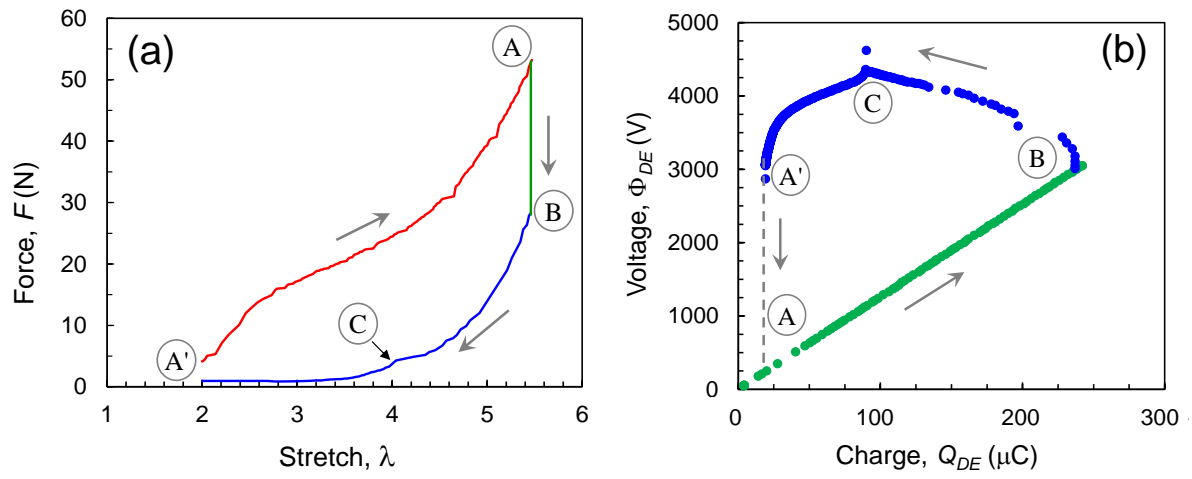 (a)
60
50
40
30
20
10
0
1
2
3
4
5
6
Force, F (N)
Stretch, λ
A
B
C
A'
(b)
5000
4000
3000
2000
1000
0
0
100
200
300
Voltage, Φ_DE (V)
Charge, Q_DE (μC)
C
B
A'
A